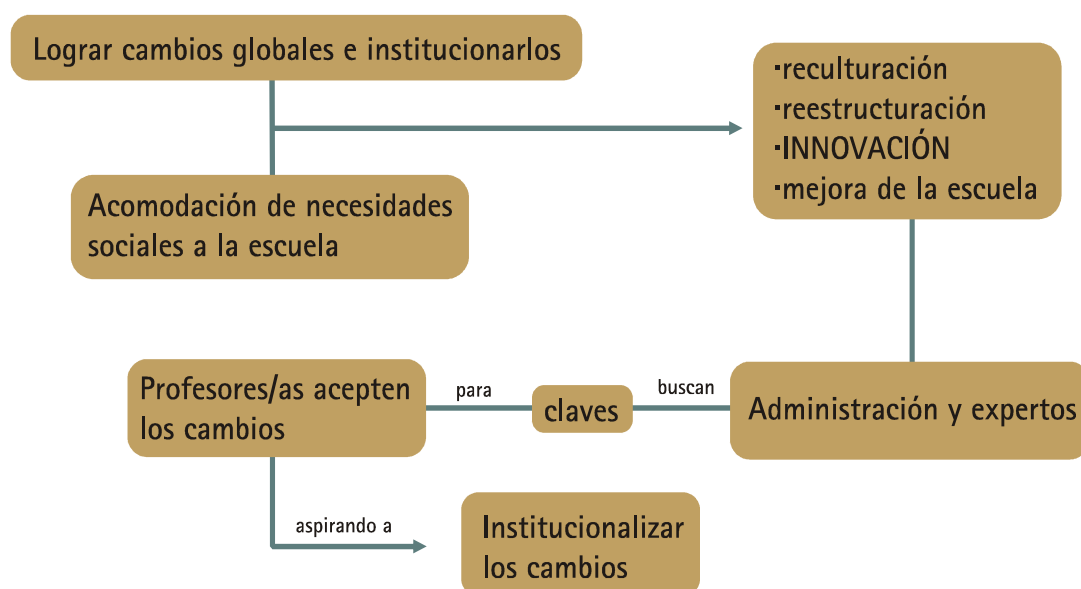 Lograr cambios globales e institucionarlos
·reculturación
·reestructuración
·INNOVACIÓN
·mejora de la escuela
Acomodación de necesidades
sociales a la escuela
Administración y expertos
buscan
claves
para
Profesores/as acepten
los cambios
aspirando a
Institucionalizar
los cambios